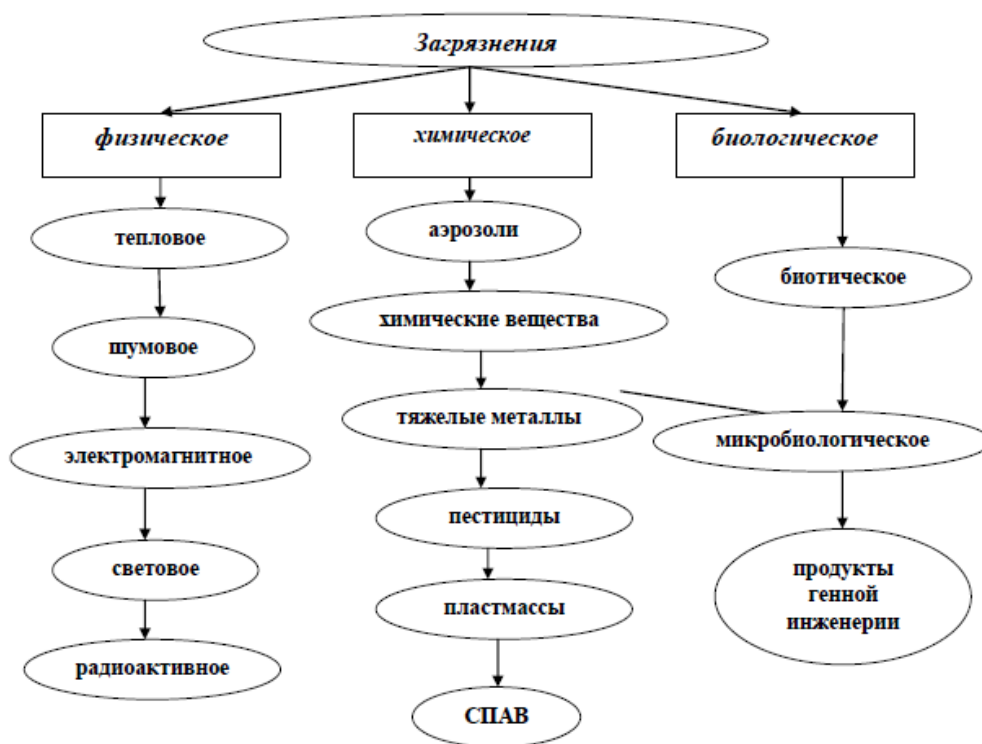 Загрязнения
физическое
химическое
биологическое
тепловое
шумовое
электромагнитное
световое
радиоактивное
аэрозоли
химические вещества
тяжелые металлы
пестициды
пластмассы
СПАВ
биотическое
микробиологическое
продукты
генной
инженерии